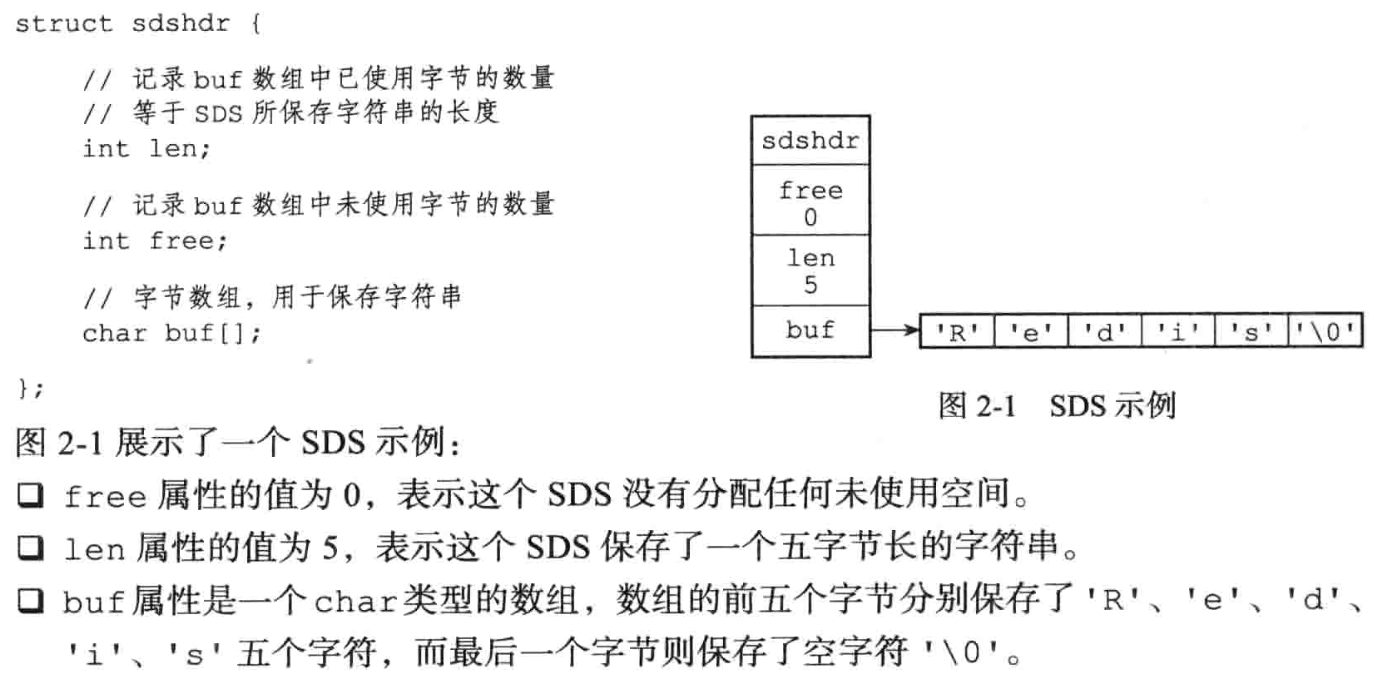 struct sdshdr {
// 记录 buf 数组中已使用字节的数量
// 等于 SDS 所保存字符串的长度
int len;
// 记录 buf 数组中未使用字节的数量
int free;
// 字节数组，用于保存字符串
char buf[];
};
sdshdr
free
0
len
5
buf
'R' 'e' 'd' 'i' 's' '\0'
图 2-1 SDS 示例
图 2-1 展示了一个 SDS 示例：
❑ free 属性的值为 0，表示这个 SDS 没有分配任何未使用空间。
❑ len 属性的值为 5，表示这个 SDS 保存了一个五字节长的字符串。
❑ buf 属性是一个 char 类型的数组，数组的前五个字节分别保存了 'R'、'e'、'd'、
'i'、's' 五个字符，而最后一个字节则保存了空字符 '\0'。